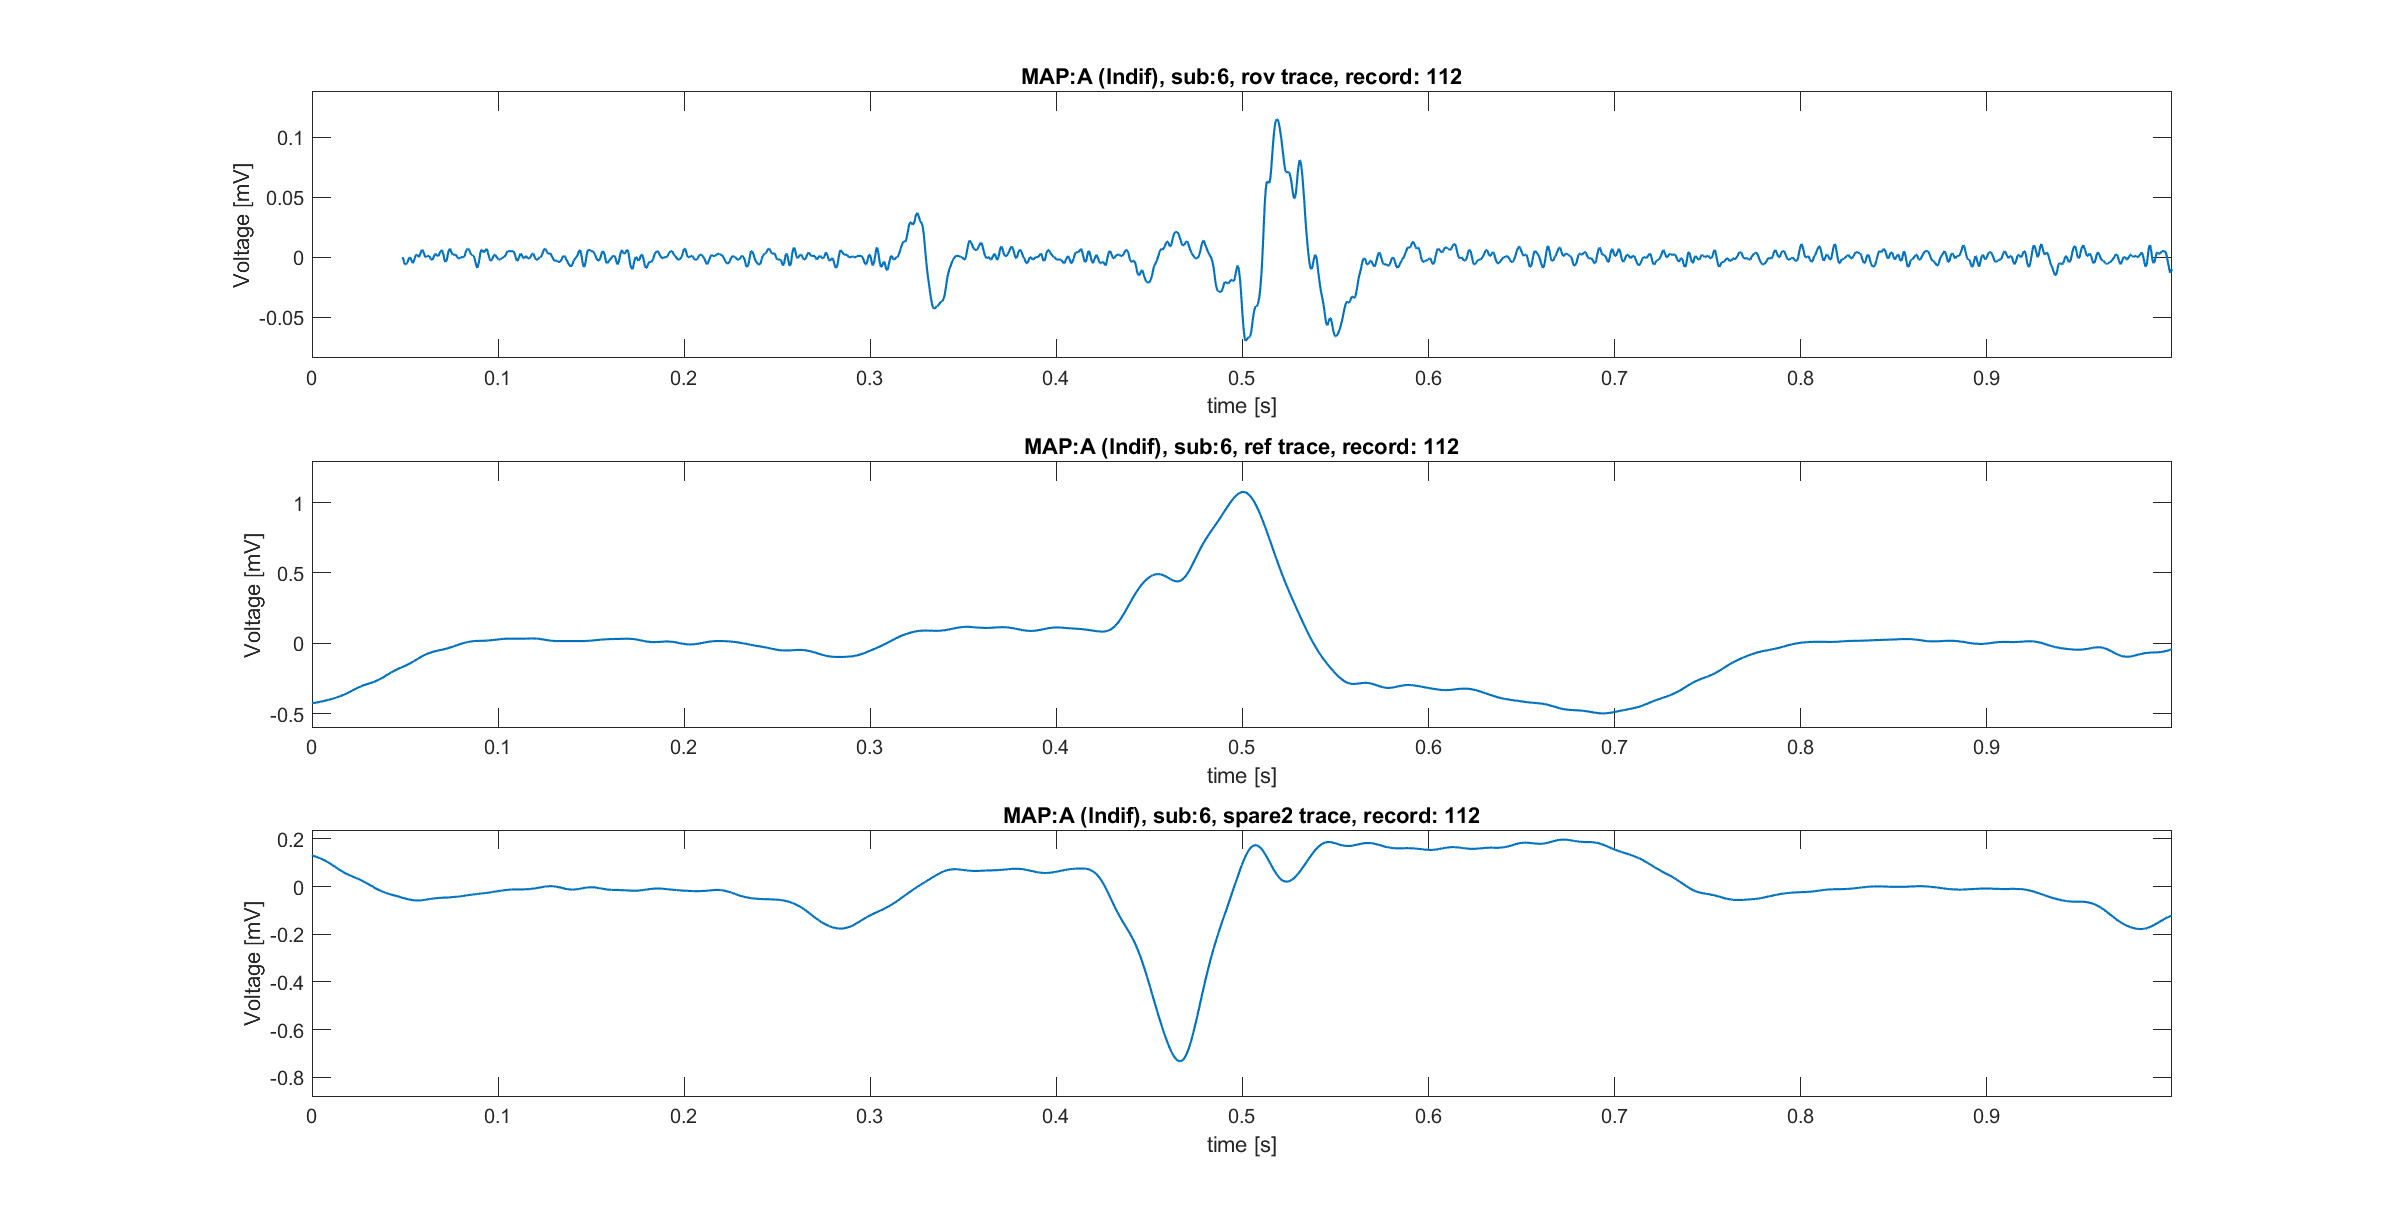 MAP:A (Indif), sub:6, rov trace, record: 112
Voltage [mV]
0.1
0.05
0
-0.05
0 0.1 0.2 0.3 0.4 0.5 0.6 0.7 0.8 0.9
time [s]
MAP:A (Indif), sub:6, ref trace, record: 112
Voltage [mV]
1
0.5
0
-0.5
0 0.1 0.2 0.3 0.4 0.5 0.6 0.7 0.8 0.9
time [s]
MAP:A (Indif), sub:6, spare2 trace, record: 112
Voltage [mV]
0.2
0
-0.2
-0.4
-0.6
-0.8
0 0.1 0.2 0.3 0.4 0.5 0.6 0.7 0.8 0.9
time [s]